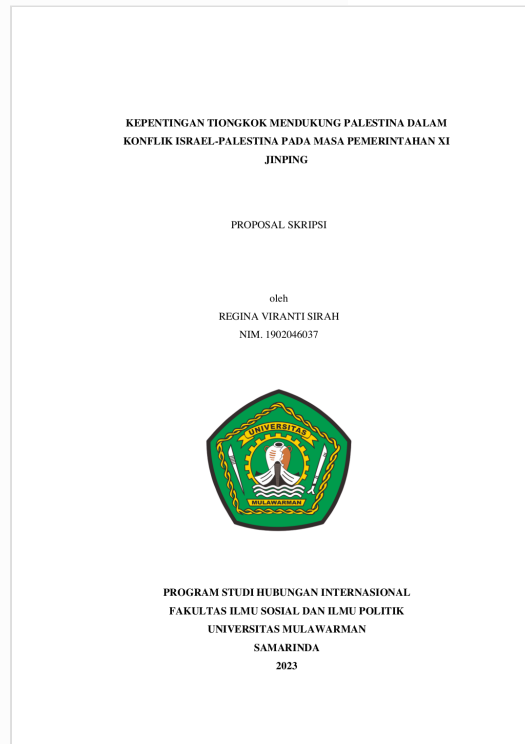 KEPENTINGAN TIONGKOK MENDUKUNG PALESTINA DALAM
KONFLIK ISRAEL-PALESTINA PADA MASA PEMERINTAHAN XI
JINPING
PROPOSAL SKRIPSI
oleh
REGINA VIRANTI SIRAH
NIM. 1902046037
UNIVERSITAS
MULAWARMAN
PROGRAM STUDI HUBUNGAN INTERNASIONAL
FAKULTAS ILMU SOSIAL DAN ILMU POLITIK
UNIVERSITAS MULAWARMAN
SAMARINDA
2023